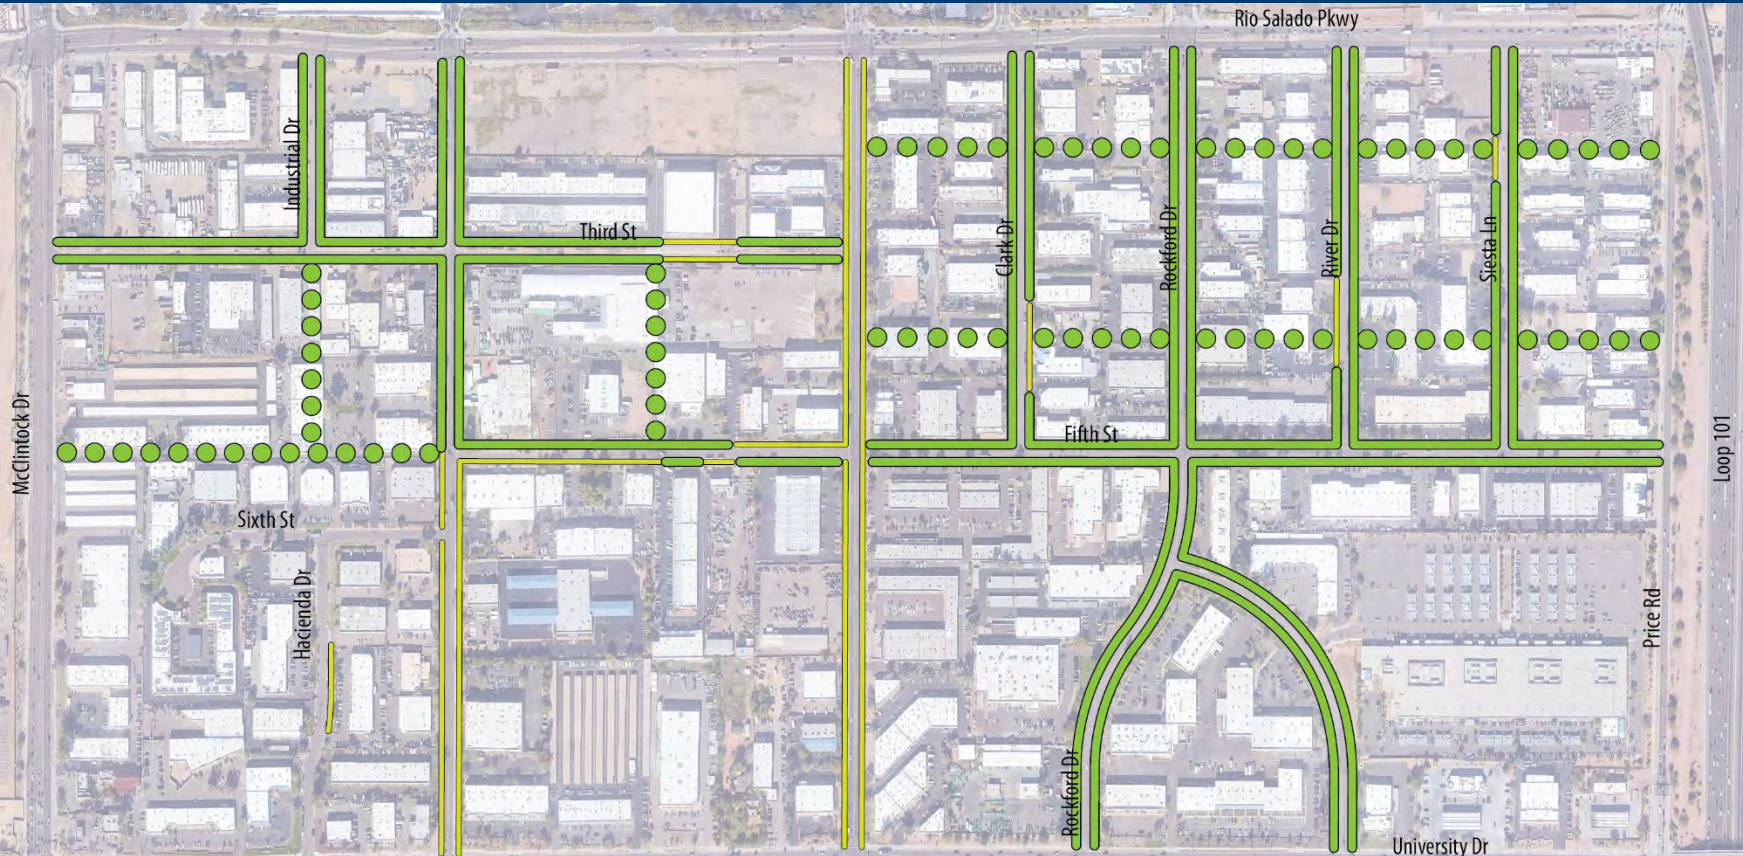 Rio Salado Pkwy
Industrial Dr
Third St
Clark Dr
Rockford Dr
River Dr
Siesta Ln
McClintock Dr
Fifth St
Loop 101
Sixth St
Hacienda Dr
Price Rd
Rockford Dr
University Dr